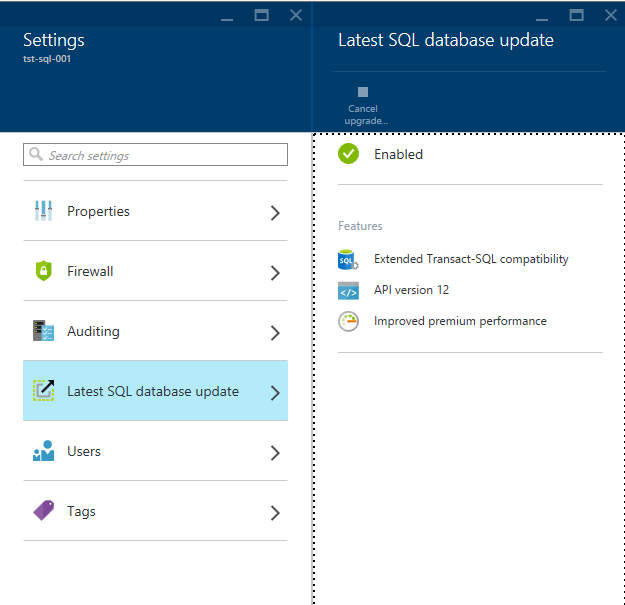 Settings
tst-sql-001
Search settings
Properties
Firewall
Auditing
Latest SQL database update
Users
Tags
Latest SQL database update
Cancel
upgrade...
Enabled
Features
SQL
Extended Transact-SQL compatibility
API version 12
Improved premium performance